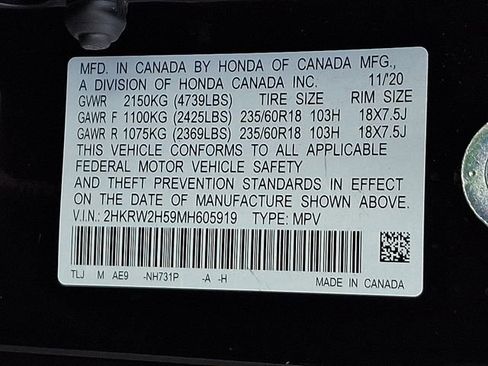 MFD. IN CANADA BY HONDA OF CANADA MFG.,
A DIVISION OF HONDA CANADA INC. 11/'20
GVWR 2150KG (4739LBS) TIRE SIZE RIM SIZE
GAWR F 1100KG (2425LBS) 235/60R18 103H 18X7.5J
GAWR R 1075KG (2369LBS) 235/60R18 103H 18X7.5J
THIS VEHICLE CONFORMS TO ALL APPLICABLE
FEDERAL MOTOR VEHICLE SAFETY
AND THEFT PREVENTION STANDARDS IN EFFECT
ON THE DATE OF MANUFACTURE SHOWN ABOVE.
V.I.N.: 2HKRW2H59MH605919 TYPE: MPV
TLJ M AE9 -NH731P -A -H MADE IN CANADA